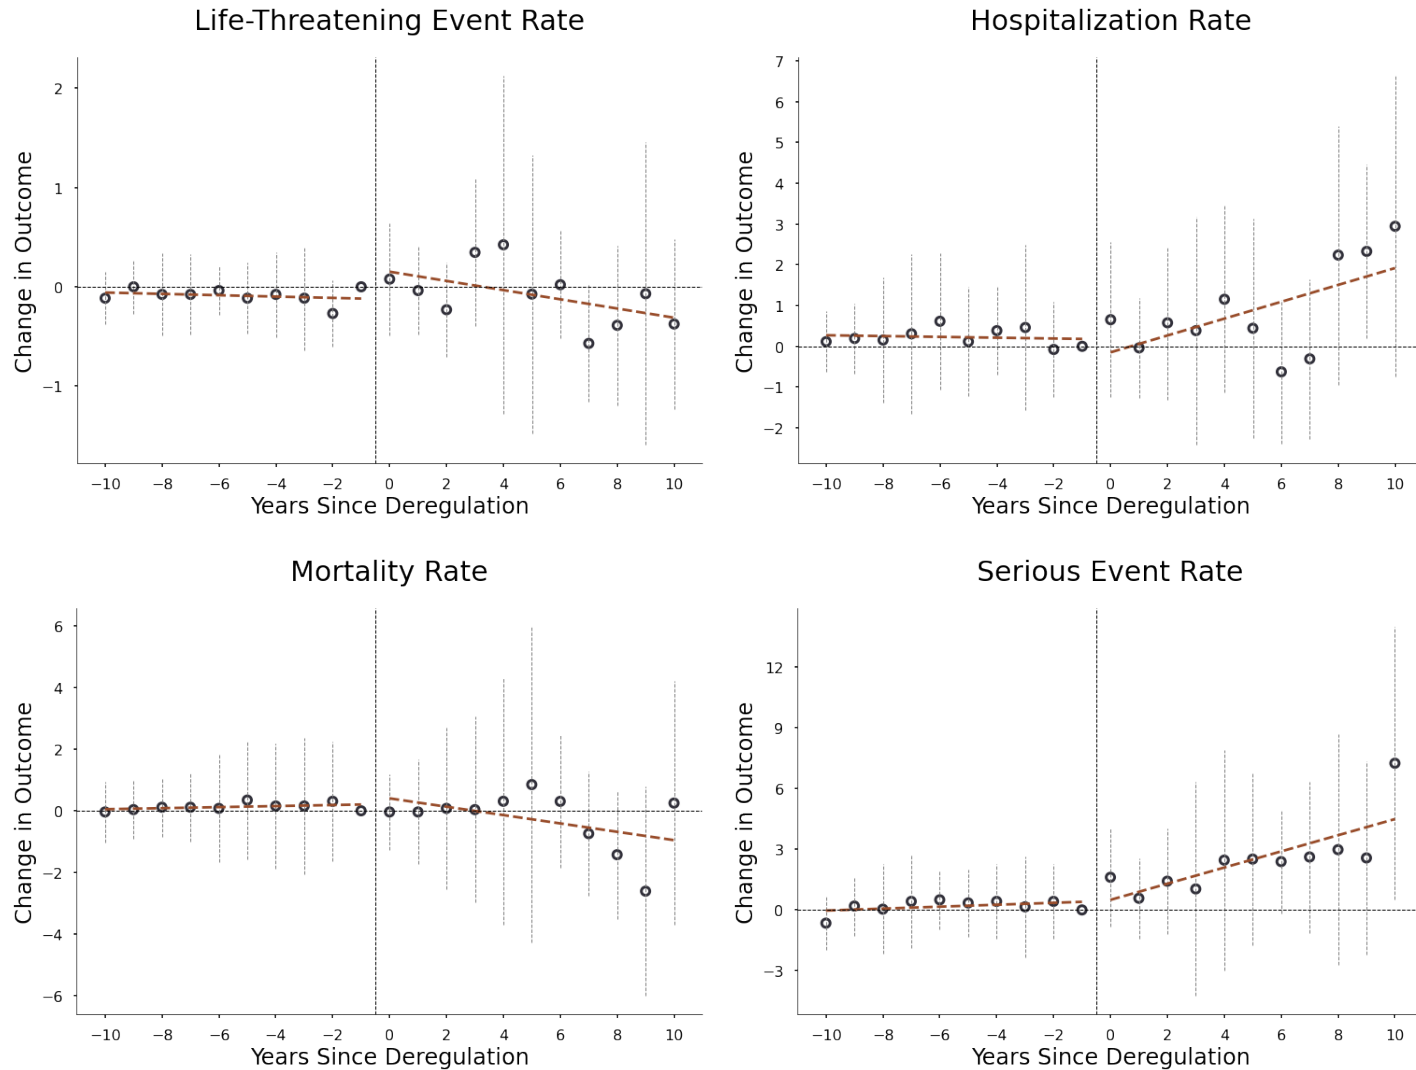 Life-Threatening Event Rate
Change in Outcome
2
1
0
−1
−10 −8 −6 −4 −2 0 2 4 6 8 10
Years Since Deregulation
Hospitalization Rate
Change in Outcome
7
6
5
4
3
2
1
0
−1
−2
−10 −8 −6 −4 −2 0 2 4 6 8 10
Years Since Deregulation
Mortality Rate
Change in Outcome
6
4
2
0
−2
−4
−6
−10 −8 −6 −4 −2 0 2 4 6 8 10
Years Since Deregulation
Serious Event Rate
Change in Outcome
12
9
6
3
0
−3
−10 −8 −6 −4 −2 0 2 4 6 8 10
Years Since Deregulation